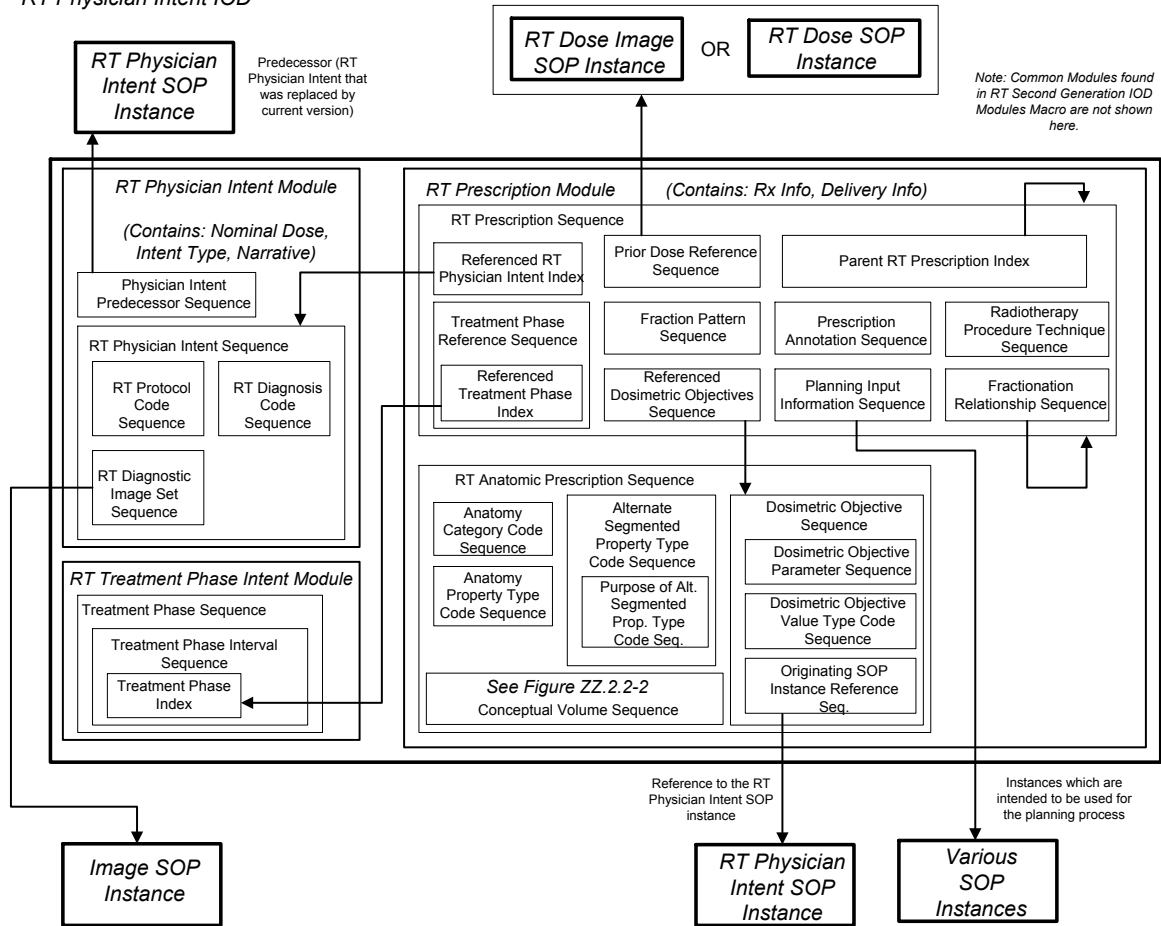 RT Physician Intent IOD
RT Physician
Intent SOP
Instance
Predecessor (RT
Physician Intent that
was replaced by
current version)
RT Dose Image
SOP Instance
OR
RT Dose SOP
Instance
Note: Common Modules found
in RT Second Generation IOD
Modules Macro are not shown
here.
RT Physician Intent Module
(Contains: Nominal Dose,
Intent Type, Narrative)
Physician Intent
Predecessor Sequence
RT Physician Intent Sequence
RT Protocol
Code
Sequence
RT Diagnosis
Code
Sequence
RT Diagnostic
Image Set
Sequence
RT Treatment Phase Intent Module
Treatment Phase Sequence
Treatment Phase Interval
Sequence
Treatment Phase
Index
RT Prescription Module
(Contains: Rx Info, Delivery Info)
RT Prescription Sequence
Referenced RT
Physician Intent Index
Prior Dose Reference
Sequence
Parent RT Prescription Index
Treatment Phase
Reference Sequence
Referenced
Treatment Phase
Index
Fraction Pattern
Sequence
Prescription
Annotation Sequence
Radiotherapy
Procedure Technique
Sequence
Referenced
Dosimetric Objectives
Sequence
Planning Input
Information Sequence
Fractionation
Relationship Sequence
RT Anatomic Prescription Sequence
Anatomy
Category Code
Sequence
Anatomy
Property Type
Code Sequence
Alternate
Segmented
Property Type
Code Sequence
Purpose of Alt.
Segmented
Prop. Type
Code Seq.
Dosimetric Objective
Sequence
Dosimetric Objective
Parameter Sequence
Dosimetric Objective
Value Type Code
Sequence
Originating SOP
Instance Reference
Seq.
See Figure ZZ.2.2-2
Conceptual Volume Sequence
Reference to the RT
Physician Intent SOP
instance
Instances which are
intended to be used for
the planning process
Image SOP
Instance
RT Physician
Intent SOP
Instance
Various
SOP
Instances